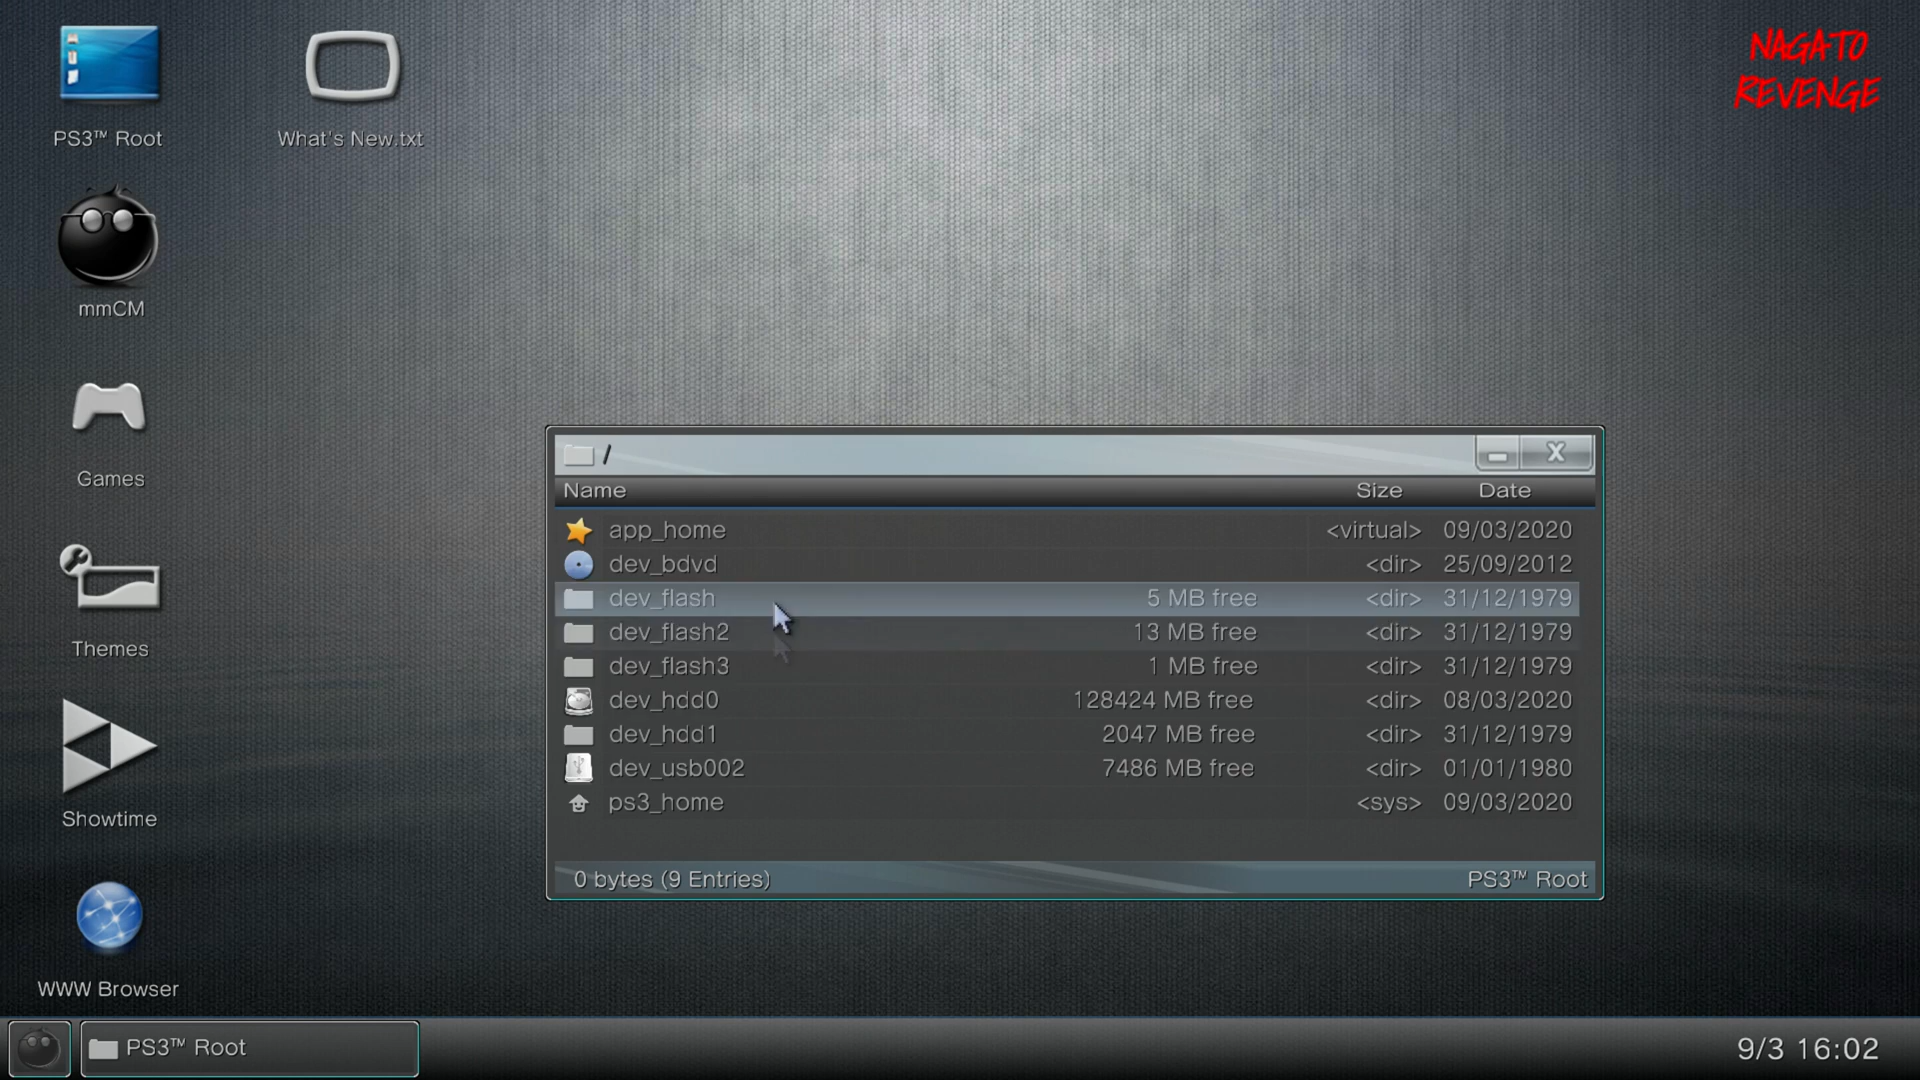 PS3™ Root
What's New.txt
NAGATO
REVENGE
mmCM
Games
Themes
Showtime
WWW Browser
/
X
Name Size Date
app_home <virtual> 09/03/2020
dev_bdvd <dir> 25/09/2012
dev_flash 5 MB free <dir> 31/12/1979
dev_flash2 13 MB free <dir> 31/12/1979
dev_flash3 1 MB free <dir> 31/12/1979
dev_hdd0 128424 MB free <dir> 08/03/2020
dev_hdd1 2047 MB free <dir> 31/12/1979
dev_usb002 7486 MB free <dir> 01/01/1980
ps3_home <sys> 09/03/2020
0 bytes (9 Entries) PS3™ Root
PS3™ Root
9/3 16:02